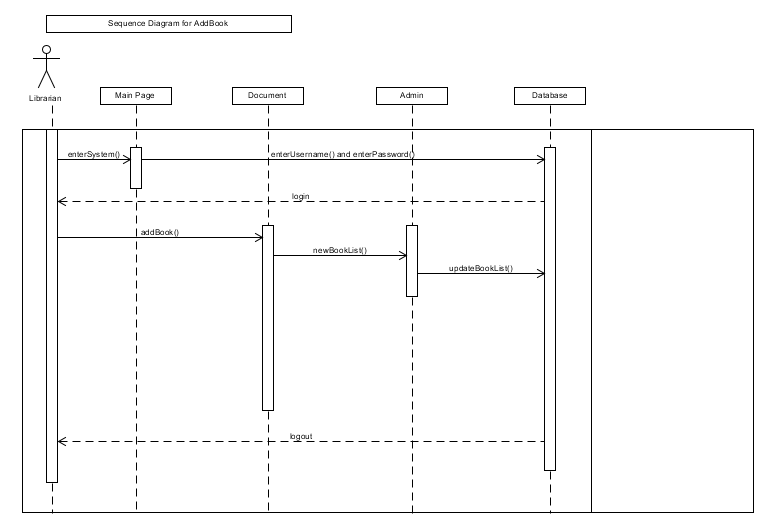 Sequence Diagram for AddBook
Librarian
Main Page
Document
Admin
Database
enterSystem()
enterUsername() and enterPassword()
login
addBook()
newBookList()
updateBookList()
logout